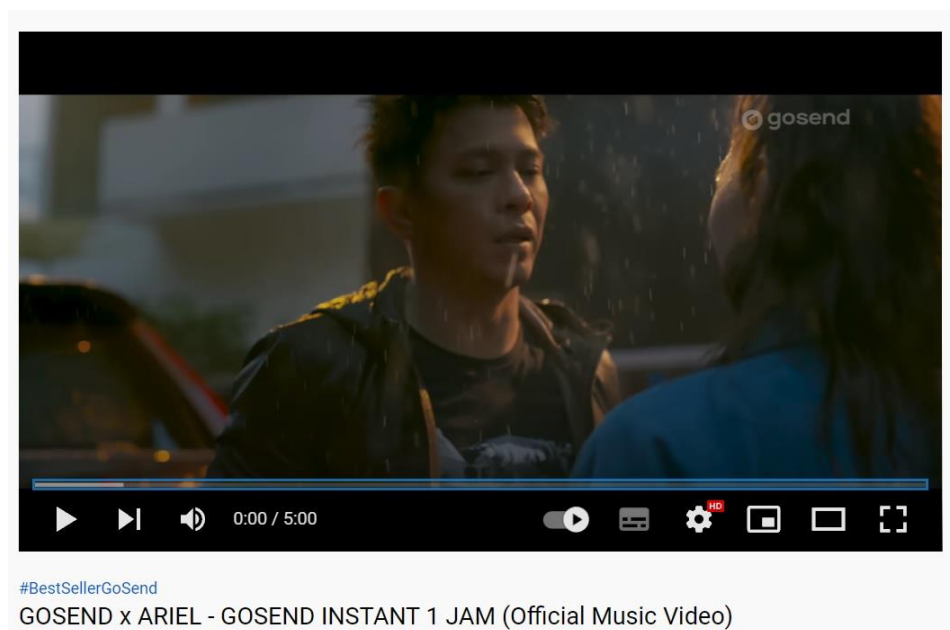 gosend
HD
0:00 / 5:00
#BestSellerGoSend
GOSEND x ARIEL - GOSEND INSTANT 1 JAM (Official Music Video)